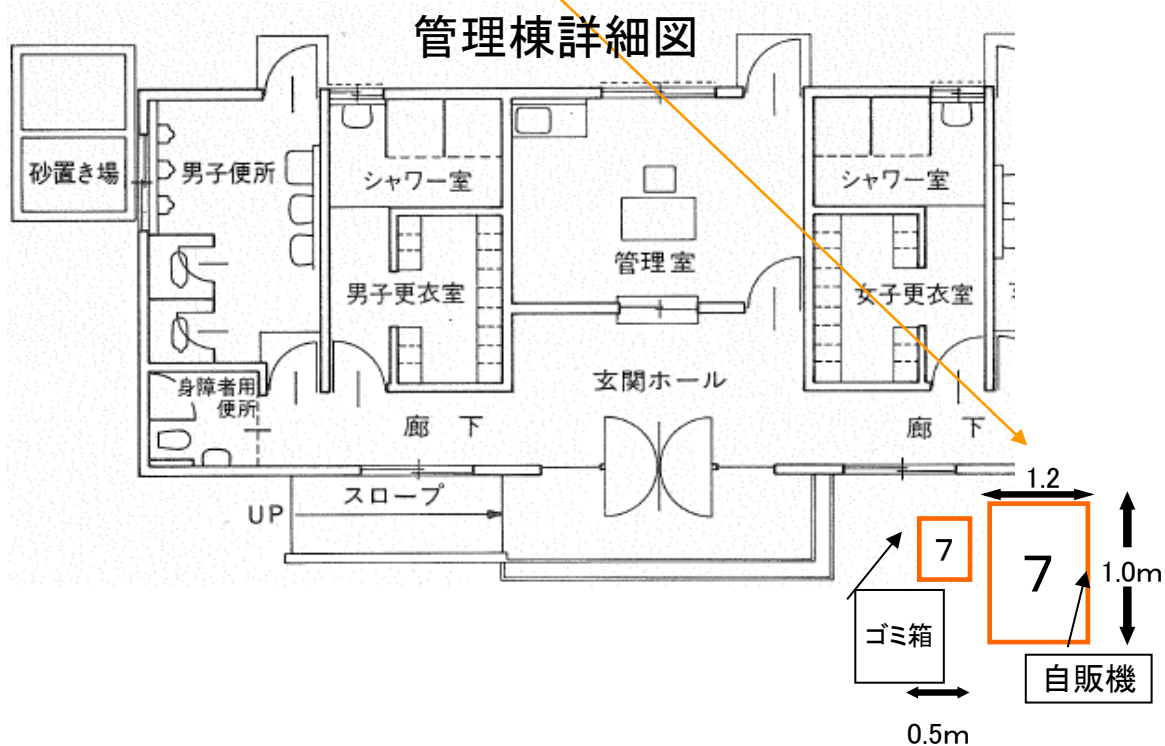 管理棟詳細図
砂置き場
男子便所
シャワー室
シャワー室
管理室
男子更衣室
女子更衣室
身障者用
便所
玄関ホール
廊下
廊下
スロープ
UP
1.2
7
7
1.0m
ゴミ箱
自販機
0.5m